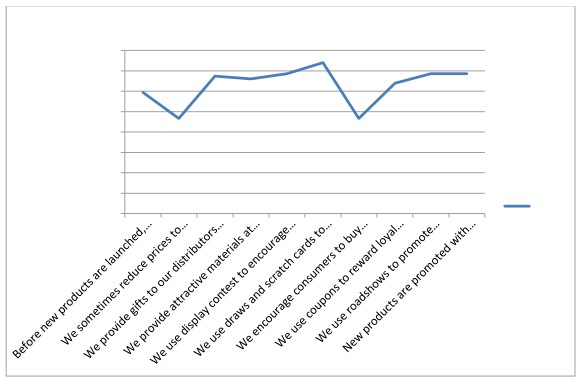 Before new products are launched,...
We sometimes reduce prices to...
We provide gifts to our distributors...
We provide attractive materials at...
We use display contest to encourage...
We use draws and scratch cards to...
We encourage consumers to buy...
We use coupons to reward loyal...
We use roadshows to promote...
New products are promoted with...